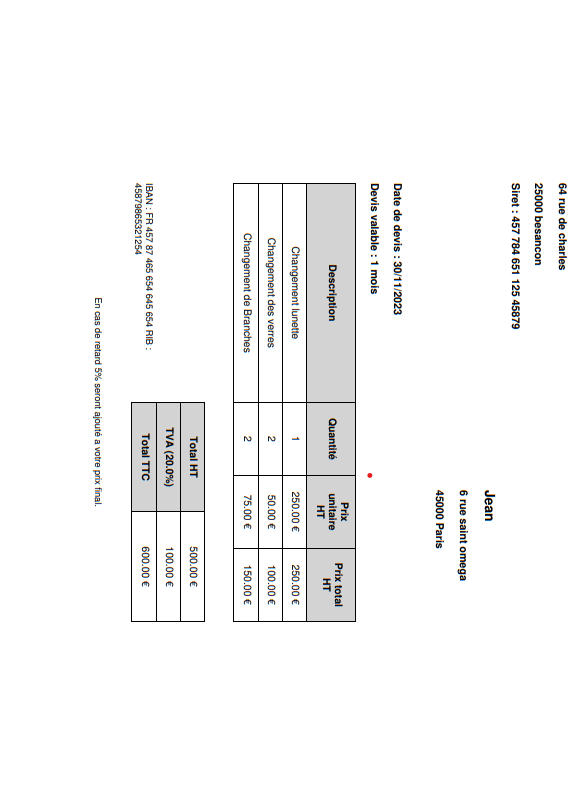 64 rue de charles
25000 besancon
Siret : 457 784 651 125 45879
Jean
6 rue saint omega
45000 Paris
Date de devis : 30/11/2023
Devis valable : 1 mois
Description Quantité Prix unitaire HT Prix total HT
Changement lunette 1 250.00 € 250.00 €
Changement des verres 2 50.00 € 100.00 €
Changement de Branches 2 75.00 € 150.00 €
Total HT 500.00 €
TVA (20.0%) 100.00 €
Total TTC 600.00 €
IBAN : FR 457 87 465 654 645 654 RIB :
45879865321254
En cas de retard 5% seront ajouté a votre prix final.